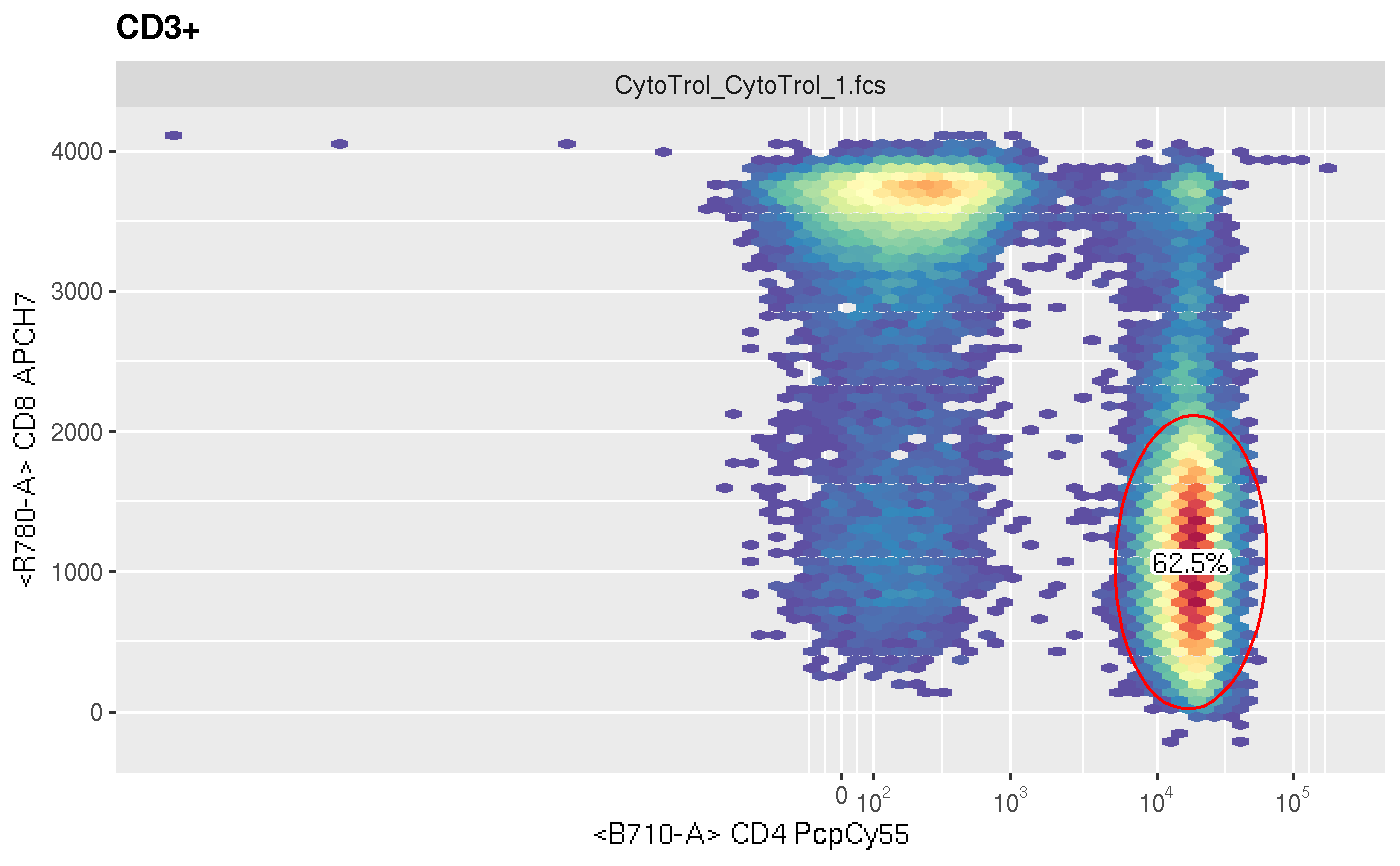 CD3+
CytoTrol_CytoTrol_1.fcs
4000
3000
2000
1000
0
<R780-A> CD8 APCH7
62.5%
0 10² 10³ 10⁴ 10⁵
<B710-A> CD4 PcpCy55